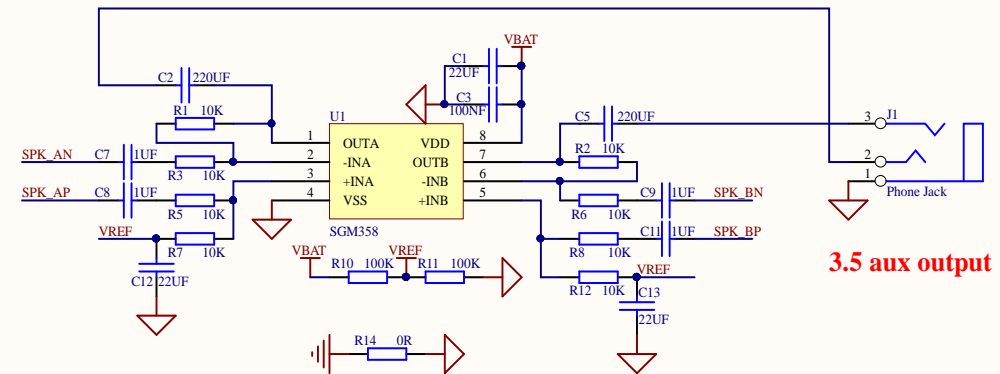 VBAT
C1
22UF
C2 220UF
C3
100NF
R1 10K
U1
C5 220UF
3 J1
1 OUTA VDD 8
2 -INA OUTB 7
3 +INA -INB 6
4 VSS +INB 5
SGM358
R2 10K
2
1
Phone Jack
SPK_AN C7 1UF
R3 10K
SPK_AP C8 1UF
R5 10K
VREF
R7 10K
C12 22UF
C9 1UF SPK_BN
R6 10K
C11 1UF SPK_BP
R8 10K
VREF
R12 10K
C13
22UF
VBAT VREF
R10 100K R11 100K
3.5 aux output
R14 0R